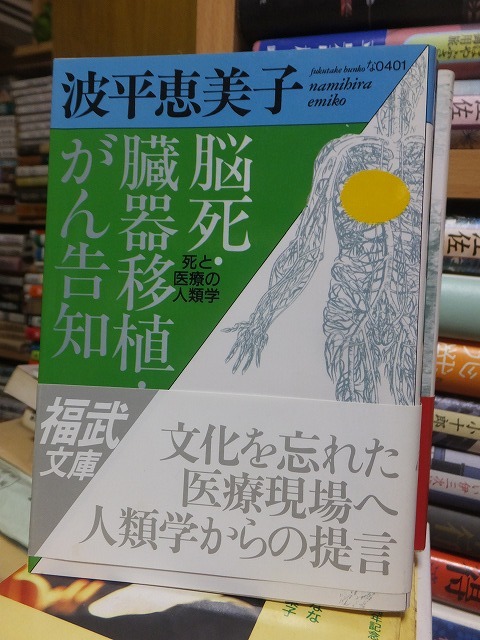 波平恵美子
fukutake bunko な0401
namihira
emiko
脳死・
臓器移植・
がん告知
死と
医療の
人類学
福武
文庫
文化を忘れた
医療現場へ
人類学からの提言